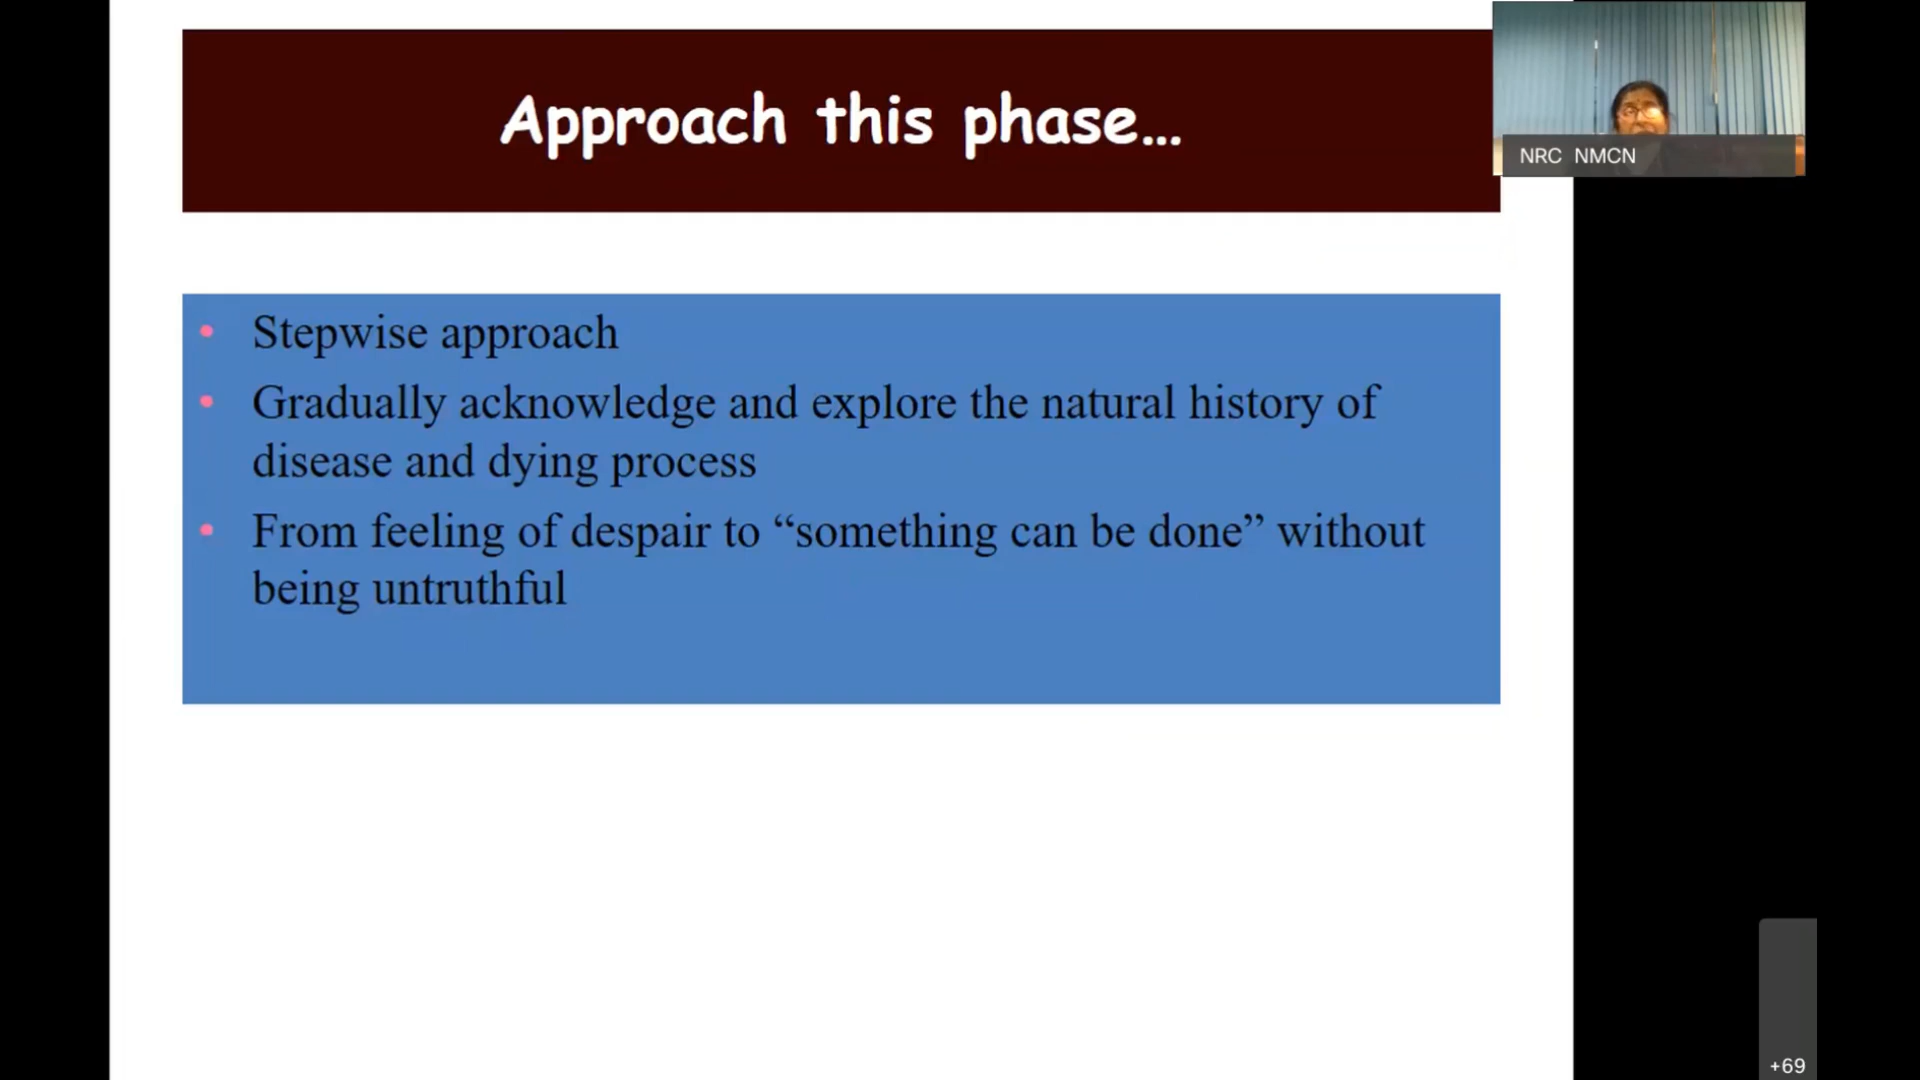 Approach this phase...
NRC NMCN
• Stepwise approach
• Gradually acknowledge and explore the natural history of
disease and dying process
• From feeling of despair to “something can be done” without
being untruthful
+69